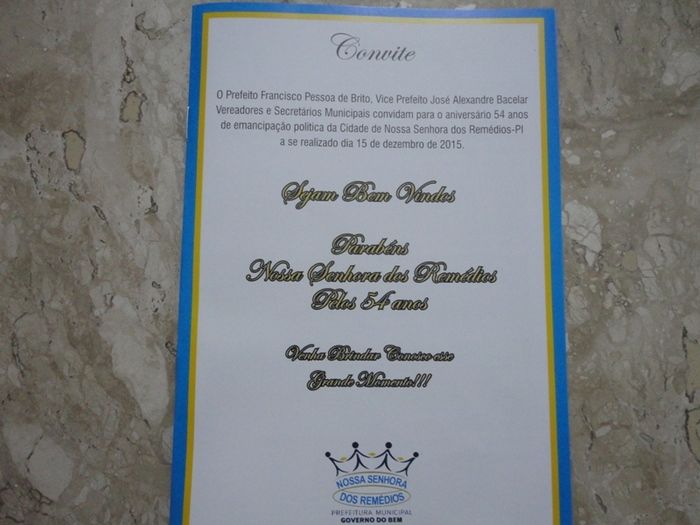 Convite
O Prefeito Francisco Pessoa de Brito, Vice Prefeito José Alexandre Bacelar
Vereadores e Secretários Municipais convidam para o aniversário 54 anos
de emancipação politica da Cidade de Nossa Senhora dos Remédios-PI
a se realizado dia 15 de dezembro de 2015.
Sejam Bem Vindos
Parabéns
Nossa Senhora dos Remédios
Pelos 54 anos
Venha Brindar Conosco esse
Grande Momento!!!
NOSSA SENHORA
DOS REMÉDIOS
PREFEITURA MUNICIPAL
GOVERNO DO BEM